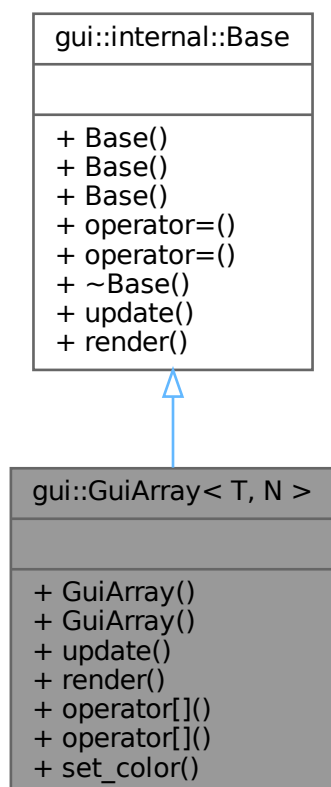 gui::internal::Base
+ Base()
+ Base()
+ Base()
+ operator=()
+ operator=()
+ ~Base()
+ update()
+ render()
gui::GuiArray< T, N >
+ GuiArray()
+ GuiArray()
+ update()
+ render()
+ operator[]()
+ operator[]()
+ set_color()